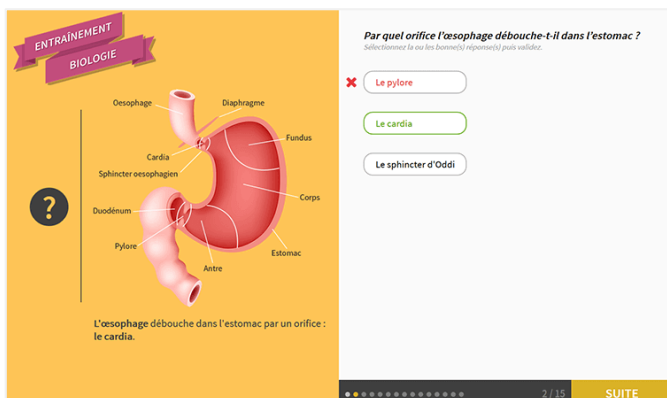 ENTRAÎNEMENT
BIOLOGIE
Oesophage
Diaphragme
Fundus
Cardia
Sphincter oesophagien
Corps
Duodénum
Pylore
Estomac
Antre
?
L'œsophage débouche dans l'estomac par un orifice :
le cardia.
Par quel orifice l'œsophage débouche-t-il dans l'estomac ?
Sélectionnez la ou les bonne(s) réponse(s) puis validez.
Le pylore
Le cardia
Le sphincter d'Oddi
2 / 15
SUITE